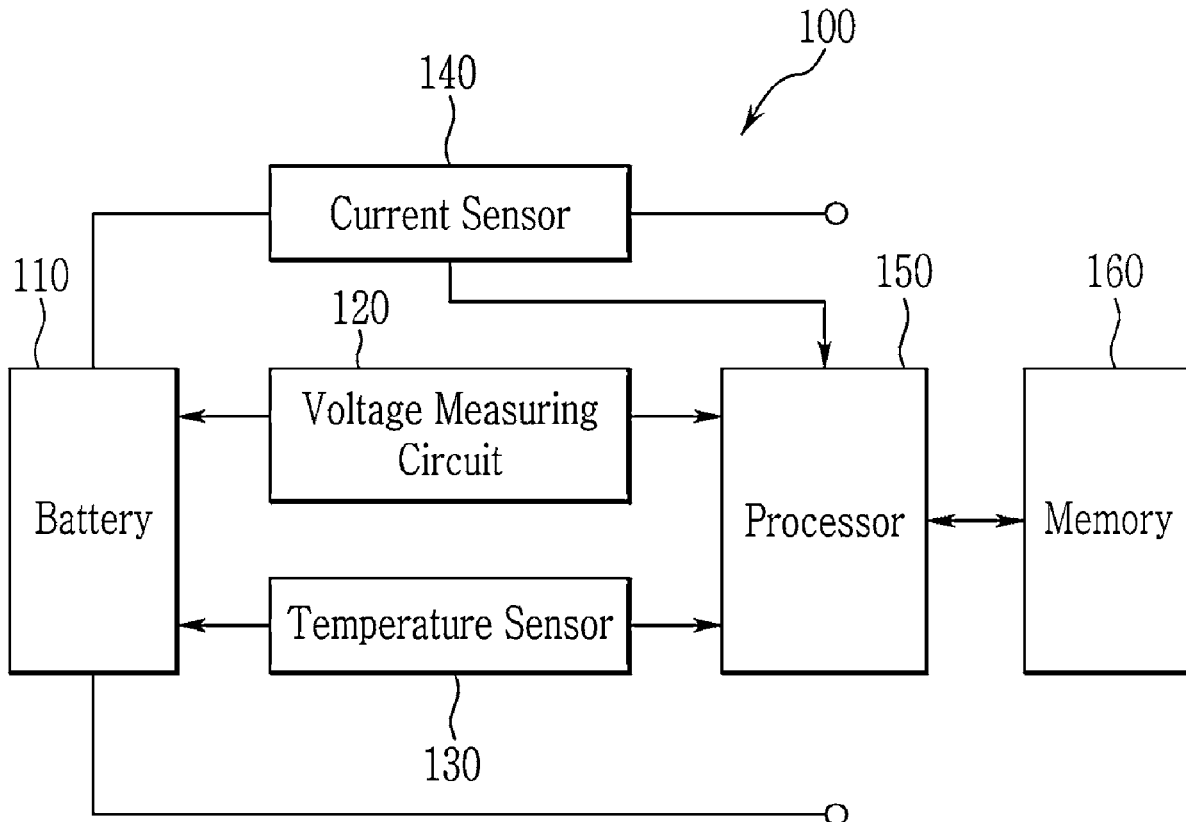 100
140
Current Sensor
110
120
150
160
Voltage Measuring
Circuit
Battery
Processor
Memory
Temperature Sensor
130